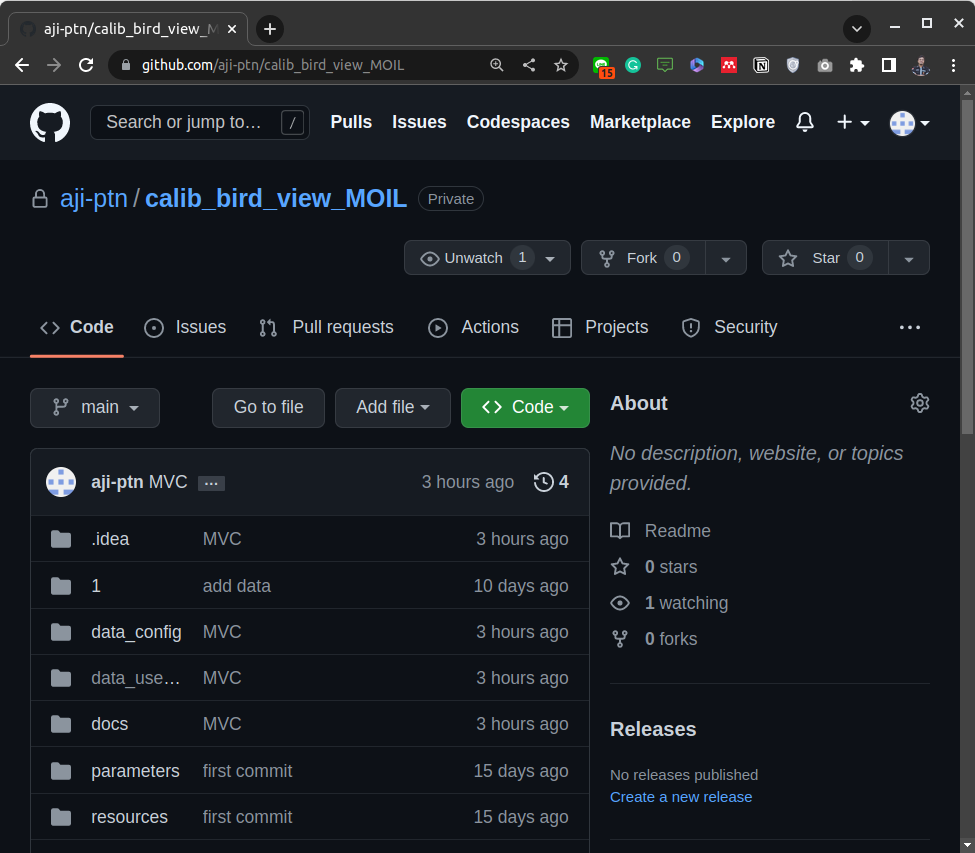 aji-ptn/calib_bird_view_M
github.com/aji-ptn/calib_bird_view_MOIL
15
Search or jump to… /
Pulls Issues Codespaces Marketplace Explore
aji-ptn / calib_bird_view_MOIL Private
Unwatch 1 Fork 0 Star 0
Code Issues Pull requests Actions Projects Security
main Go to file Add file Code
aji-ptn MVC … 3 hours ago 4
.idea MVC 3 hours ago
1 add data 10 days ago
data_config MVC 3 hours ago
data_use… MVC 3 hours ago
docs MVC 3 hours ago
parameters first commit 15 days ago
resources first commit 15 days ago
About
No description, website, or topics
provided.
Readme
0 stars
1 watching
0 forks
Releases
No releases published
Create a new release